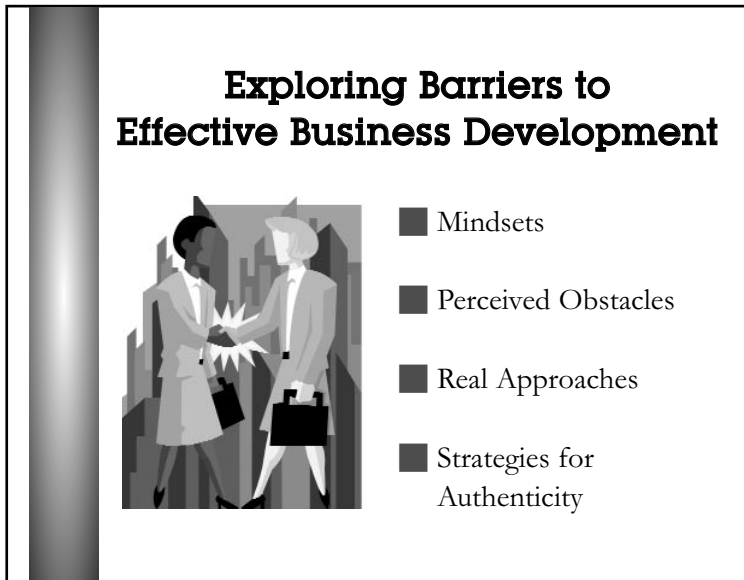 Exploring Barriers to
Effective Business Development
Mindsets
Perceived Obstacles
Real Approaches
Strategies for
Authenticity